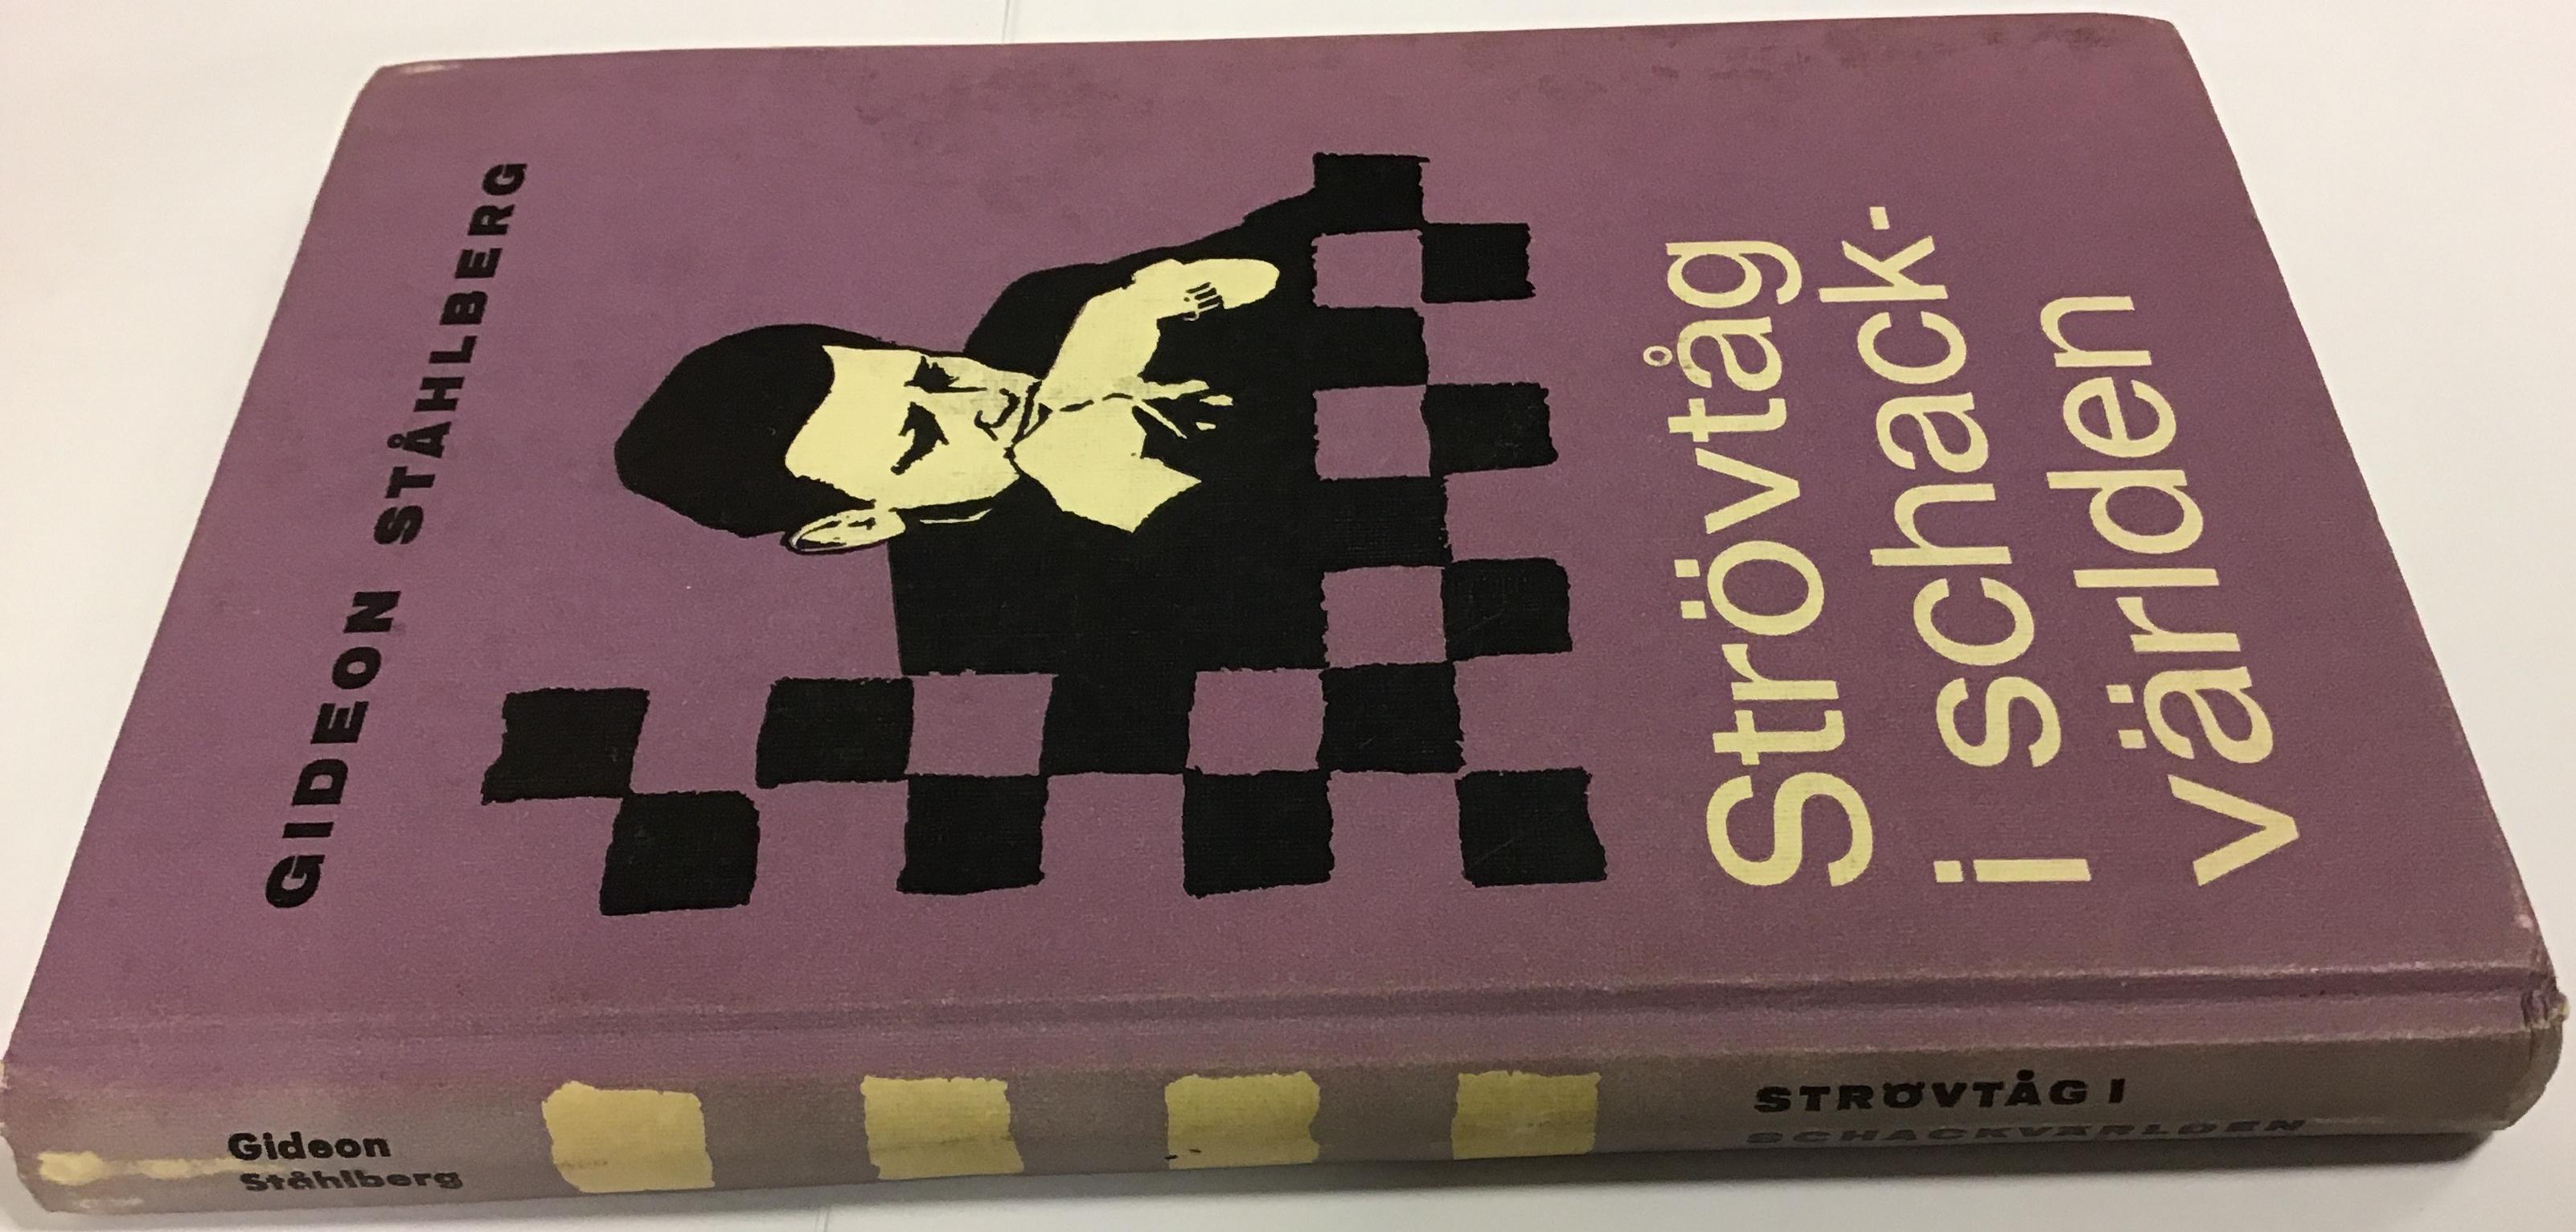 GIDEON STÅHLBERG
Strövtåg
i schack-
världen
Gideon
Ståhlberg
STRÖVTÅG I
SCHACKVÄRLDEN